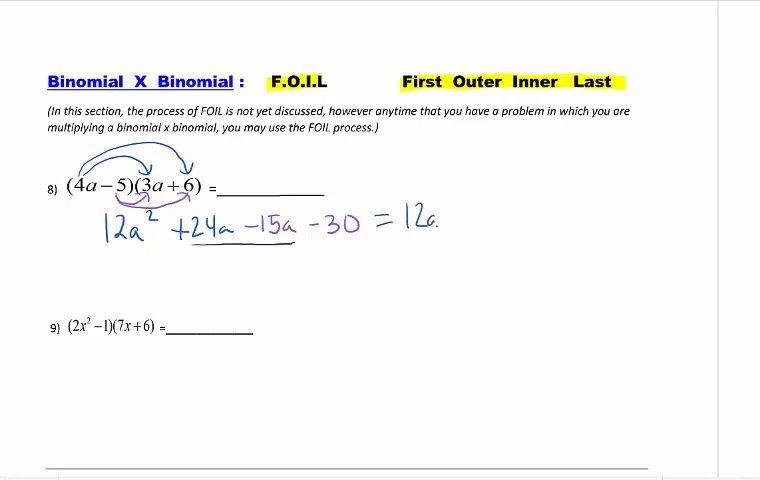 Binomial X Binomial : F.O.I.L First Outer Inner Last
(In this section, the process of FOIL is not yet discussed, however anytime that you have a problem in which you are
multiplying a binomial x binomial, you may use the FOIL process.)
8) (4a − 5)(3a + 6) =____________
12a² +24a −15a −30 = 12a
9) (2x² −1)(7x + 6) =____________